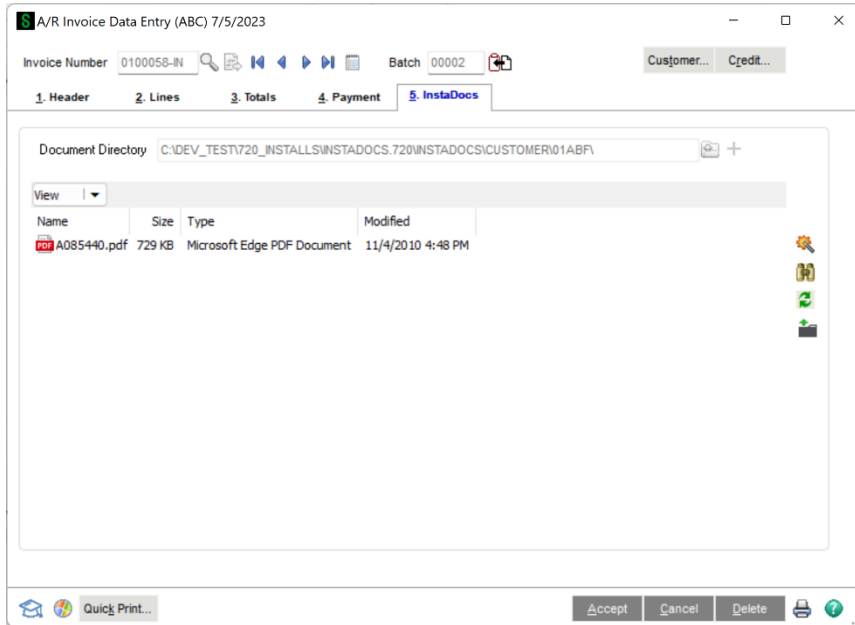 S A/R Invoice Data Entry (ABC) 7/5/2023
Invoice Number 0100058-IN Batch 00002 Customer... Credit...
1. Header 2. Lines 3. Totals 4. Payment 5. InstaDocs
Document Directory C:\DEV_TEST\720_INSTALLS\INSTADOCS.720\INSTADOCS\CUSTOMER\01ABF\
View
Name Size Type Modified
PDF A085440.pdf 729 KB Microsoft Edge PDF Document 11/4/2010 4:48 PM
Quick Print... Accept Cancel Delete ?